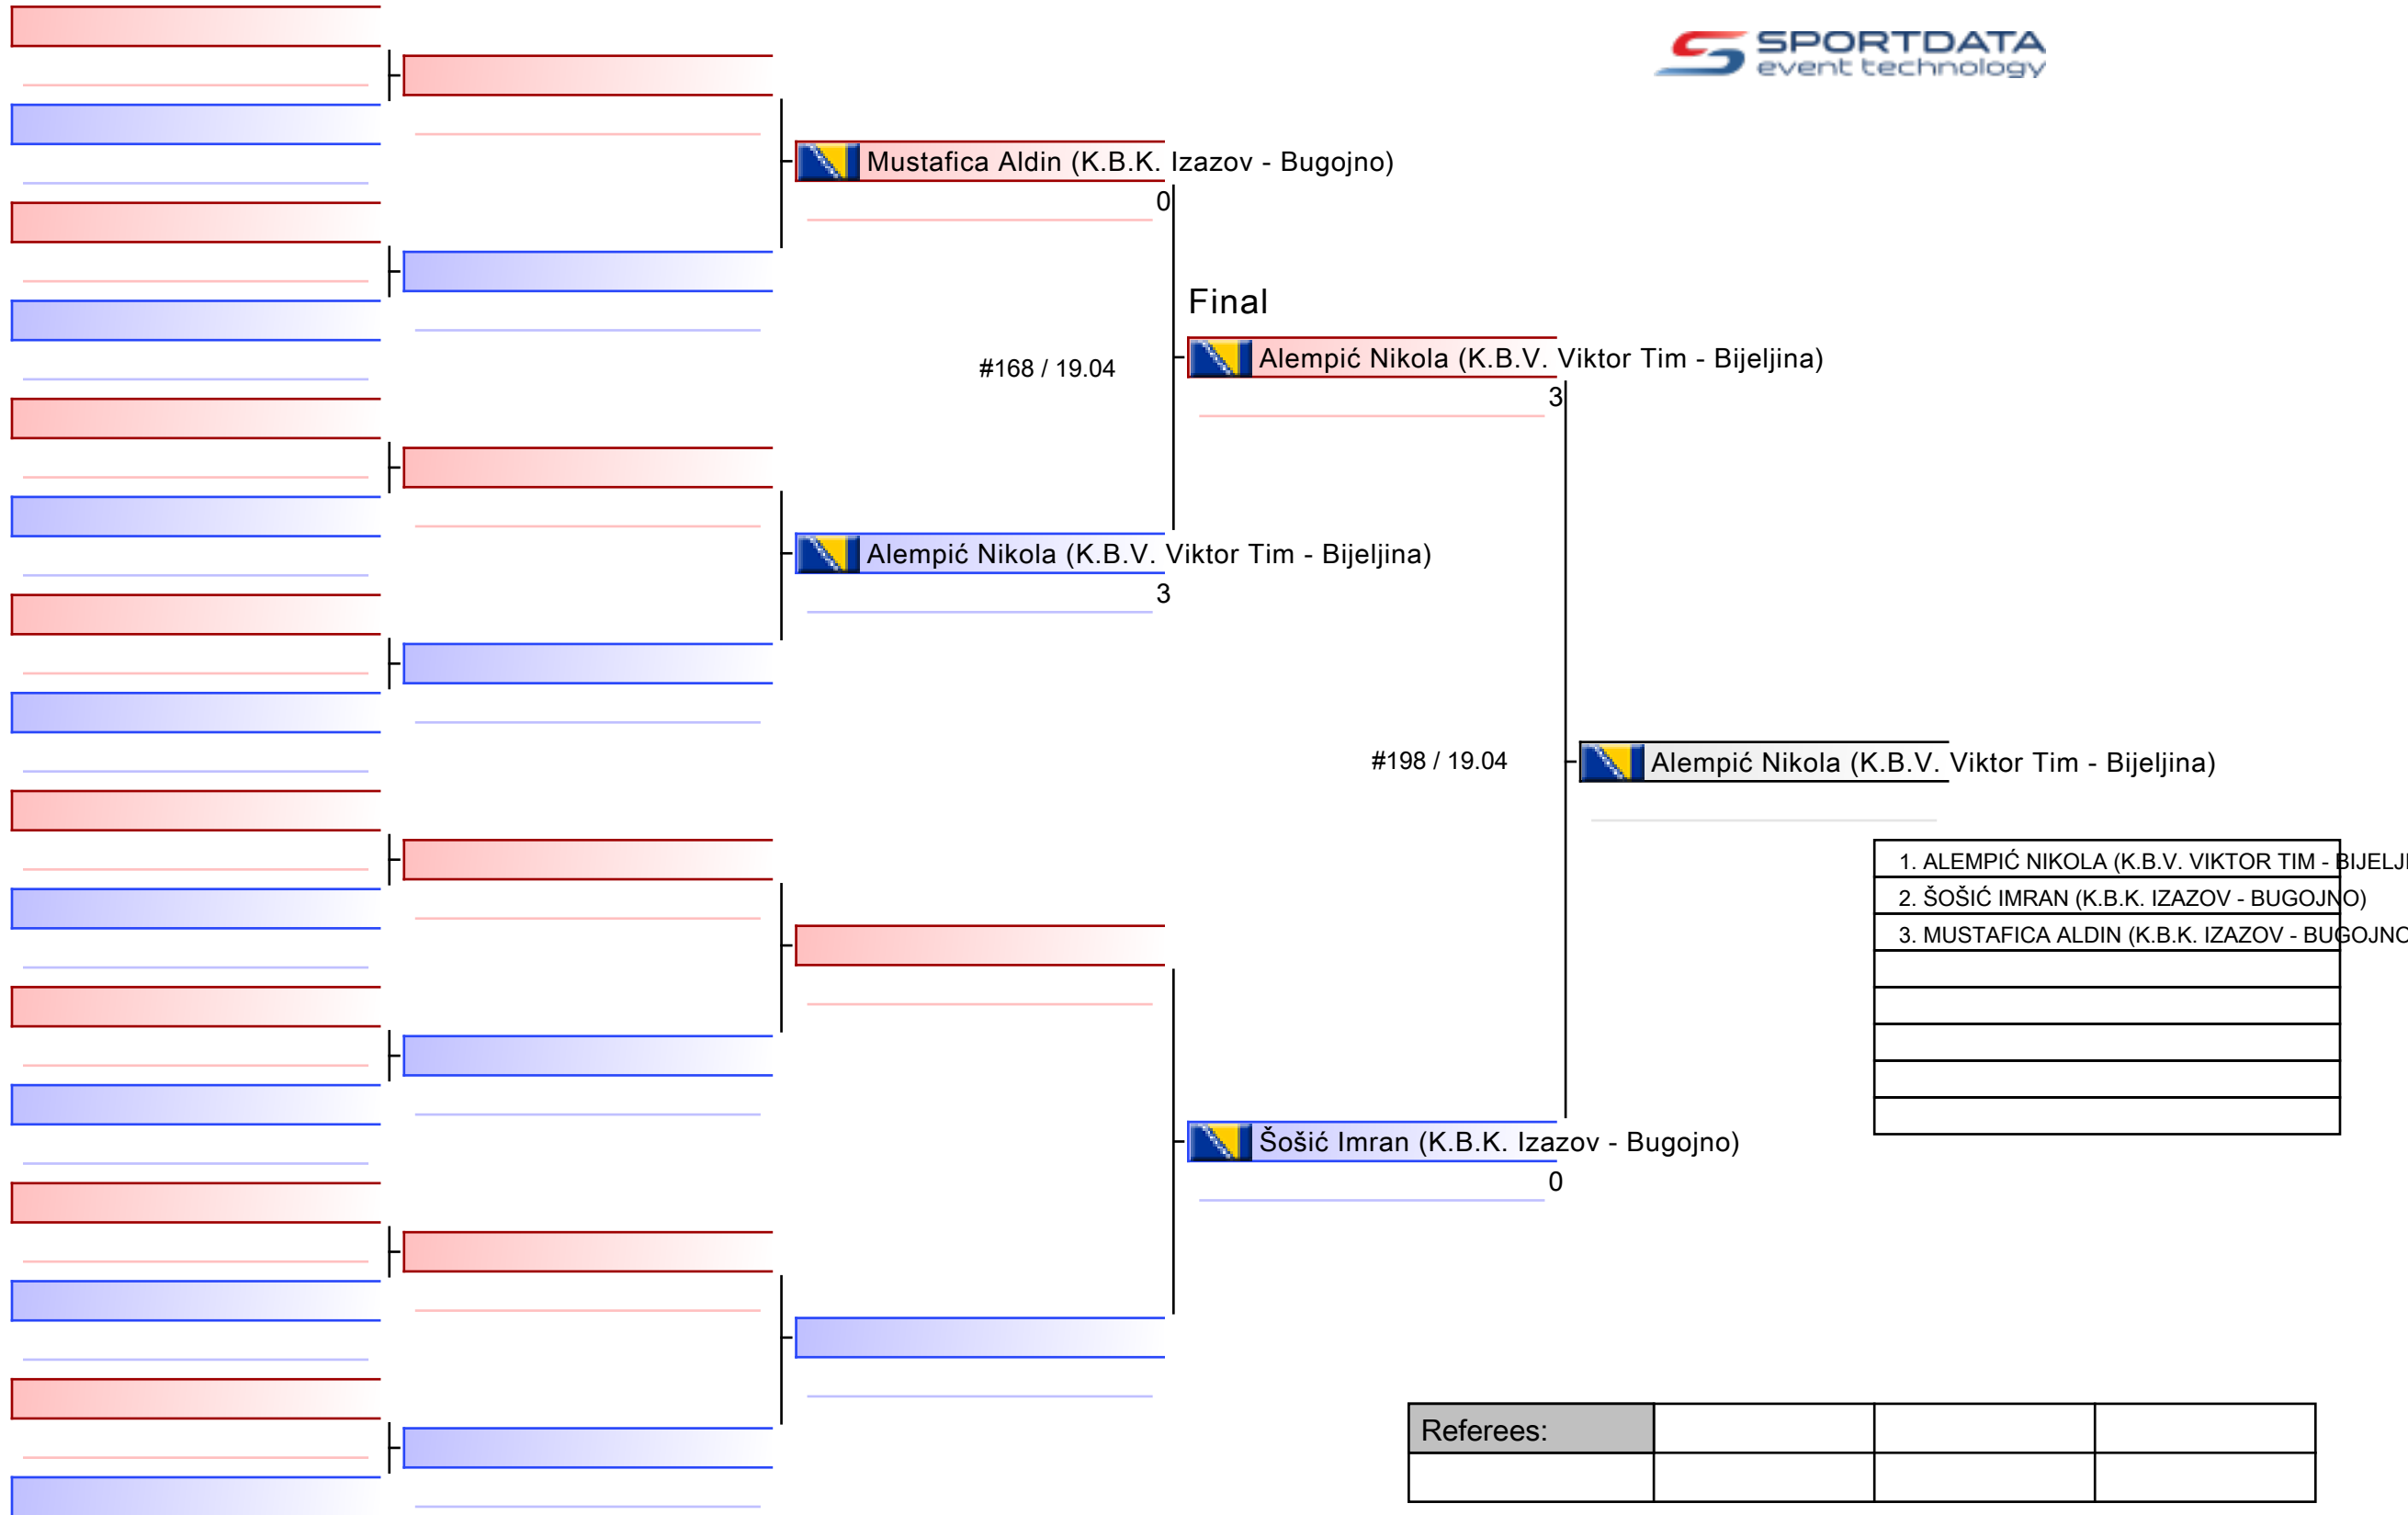 SPORTDATA
event technology
Mustafica Aldin (K.B.K. Izazov - Bugojno)
0
Final
#168 / 19.04
Alempić Nikola (K.B.V. Viktor Tim - Bijeljina)
3
Alempić Nikola (K.B.V. Viktor Tim - Bijeljina)
3
#198 / 19.04
Alempić Nikola (K.B.V. Viktor Tim - Bijeljina)
1. ALEMPIĆ NIKOLA (K.B.V. VIKTOR TIM - BIJELJI
2. ŠOŠIĆ IMRAN (K.B.K. IZAZOV - BUGOJNO)
3. MUSTAFICA ALDIN (K.B.K. IZAZOV - BUGOJNO
Šošić Imran (K.B.K. Izazov - Bugojno)
0
Referees: